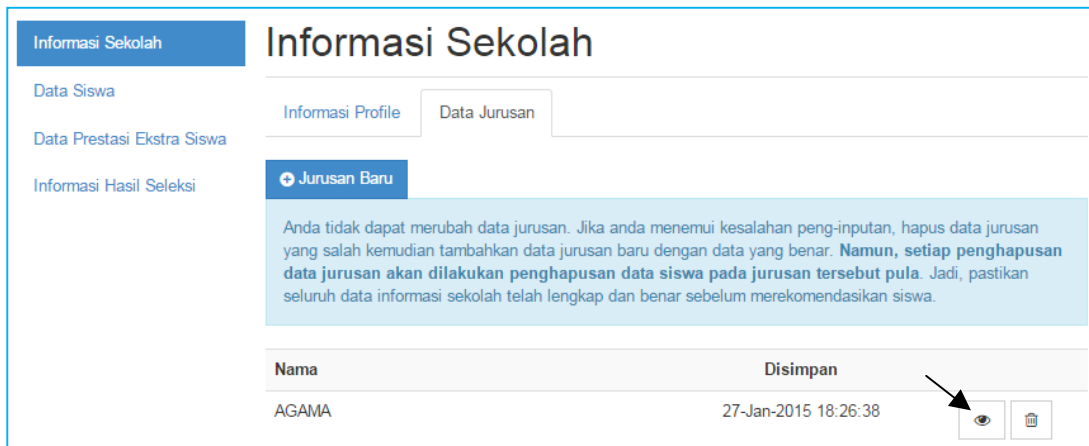 Informasi Sekolah
Data Siswa
Data Prestasi Ekstra Siswa
Informasi Hasil Seleksi
Informasi Sekolah
Informasi Profile Data Jurusan
Jurusan Baru
Anda tidak dapat merubah data jurusan. Jika anda menemui kesalahan peng-inputan, hapus data jurusan
yang salah kemudian tambahkan data jurusan baru dengan data yang benar. Namun, setiap penghapusan
data jurusan akan dilakukan penghapusan data siswa pada jurusan tersebut pula. Jadi, pastikan
seluruh data informasi sekolah telah lengkap dan benar sebelum merekomendasikan siswa.
Nama Disimpan
AGAMA 27-Jan-2015 18:26:38